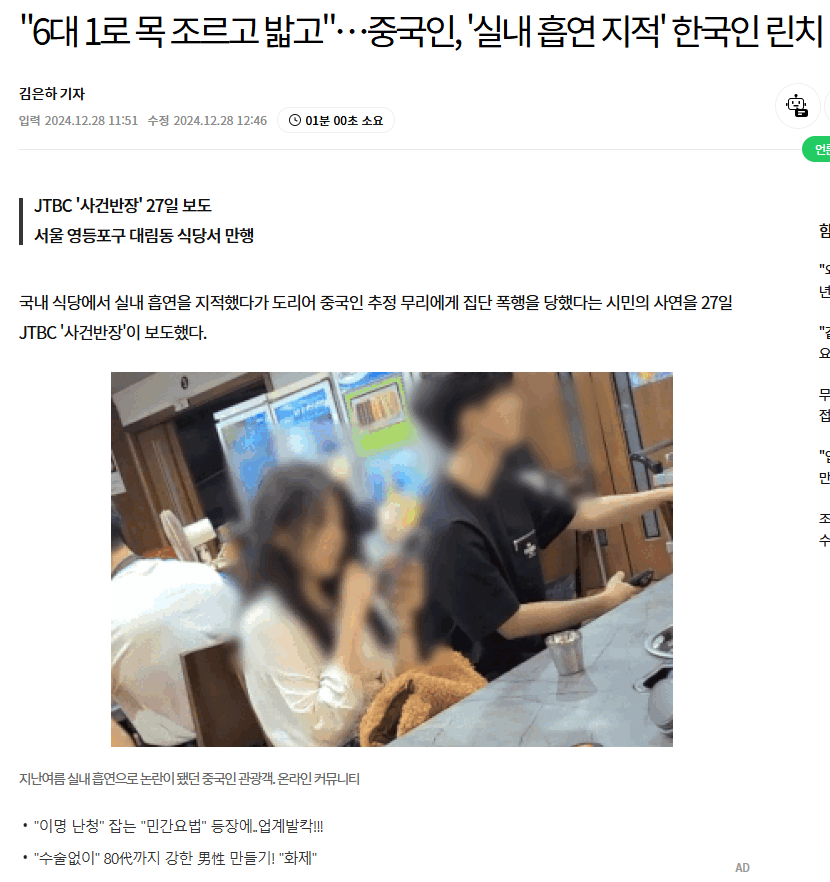 "6대 1로 목 조르고 밟고"…중국인, '실내 흡연 지적' 한국인 린치
김은하 기자
입력 2024.12.28 11:51 수정 2024.12.28 12:46 01분 00초 소요
언론
JTBC '사건반장' 27일 보도
서울 영등포구 대림동 식당서 만행
국내 식당에서 실내 흡연을 지적했다가 도리어 중국인 추정 무리에게 집단 폭행을 당했다는 시민의 사연을 27일
JTBC '사건반장'이 보도했다.
지난여름 실내 흡연으로 논란이 됐던 중국인 관광객. 온라인 커뮤니티
• "이명 난청" 잡는 "민간요법" 등장에..업계발칵!!!
• "수술없이" 80代까지 강한 男性 만들기! "화제"
AD
년
요
무
접
만
조
수